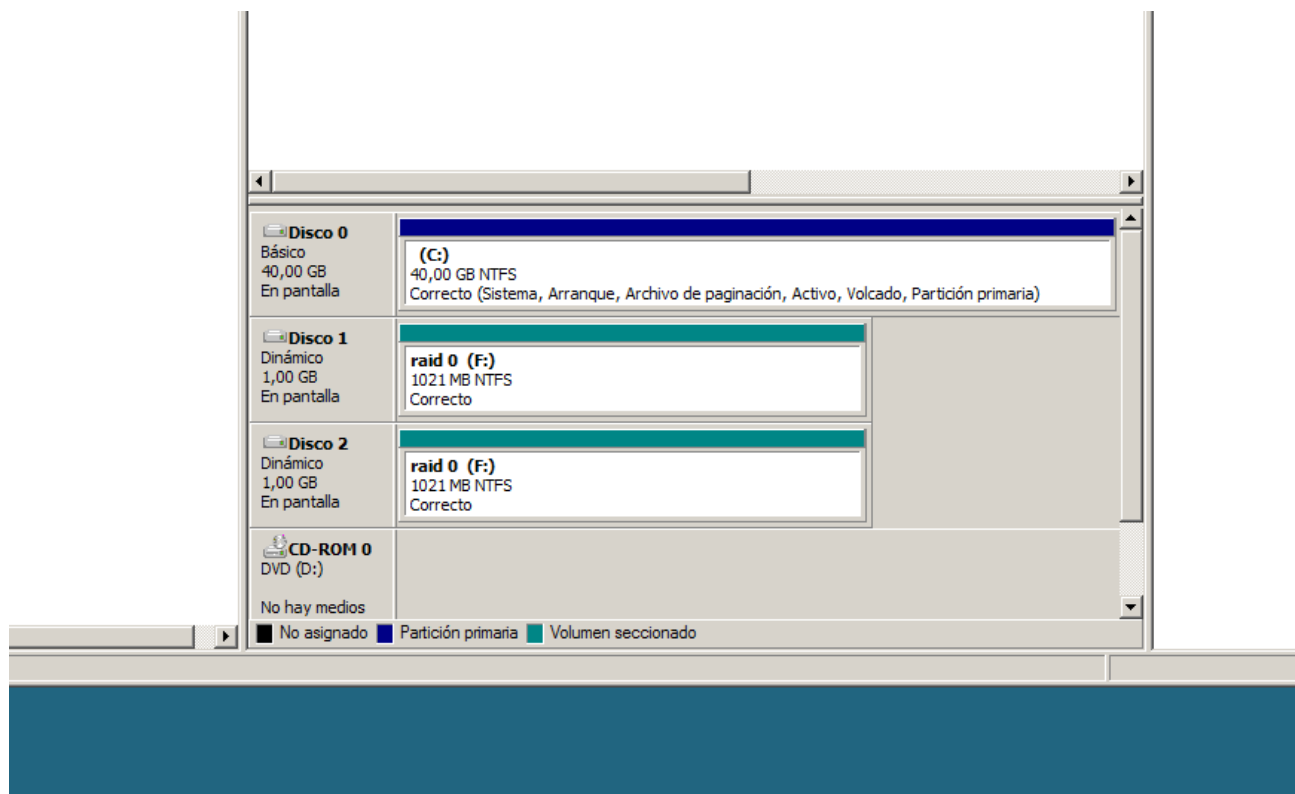 Disco 0
Básico
40,00 GB
En pantalla
(C:)
40,00 GB NTFS
Correcto (Sistema, Arranque, Archivo de paginación, Activo, Volcado, Partición primaria)
Disco 1
Dinámico
1,00 GB
En pantalla
raid 0 (F:)
1021 MB NTFS
Correcto
Disco 2
Dinámico
1,00 GB
En pantalla
raid 0 (F:)
1021 MB NTFS
Correcto
CD-ROM 0
DVD (D:)
No hay medios
No asignado Partición primaria Volumen seccionado